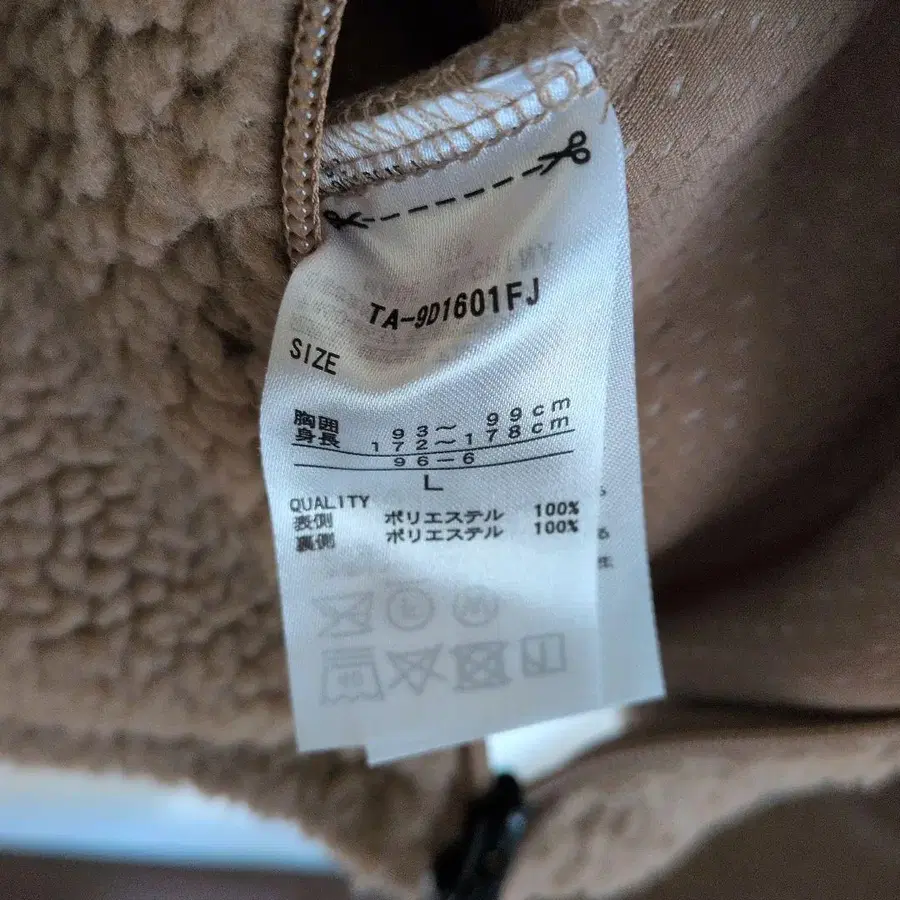 TA-9D1601FJ
SIZE
胸囲 93～ 99cm
身長 172～178cm
96-6
L
QUALITY
表側 ポリエステル 100%
裏側 ポリエステル 100%